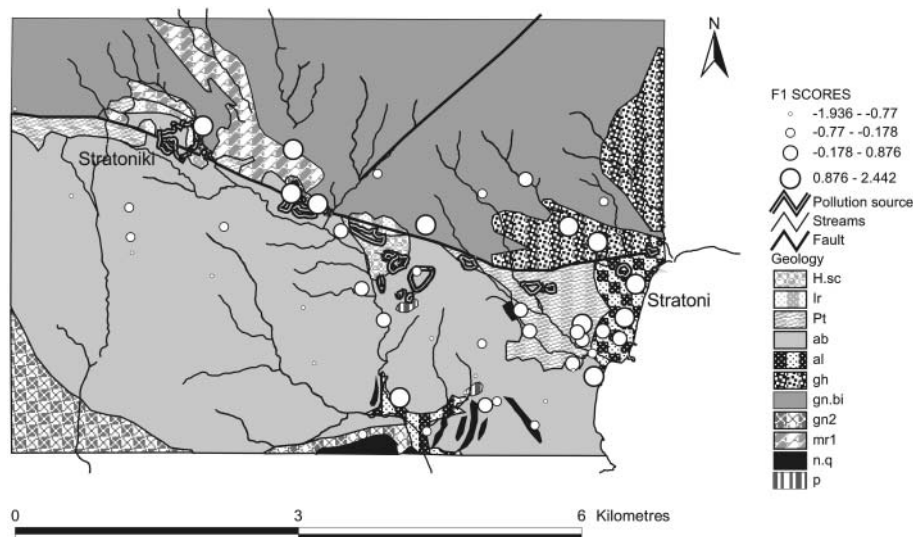 N
F1 SCORES
-1.936 - -0.77
-0.77 - -0.178
-0.178 - 0.876
0.876 - 2.442
Pollution source
Streams
Fault
Geology
H.sc
lr
Pt
ab
al
gh
gn.bi
gn2
mr1
n.q
p
Stratoniki
Stratoni
0 3 6 Kilometres